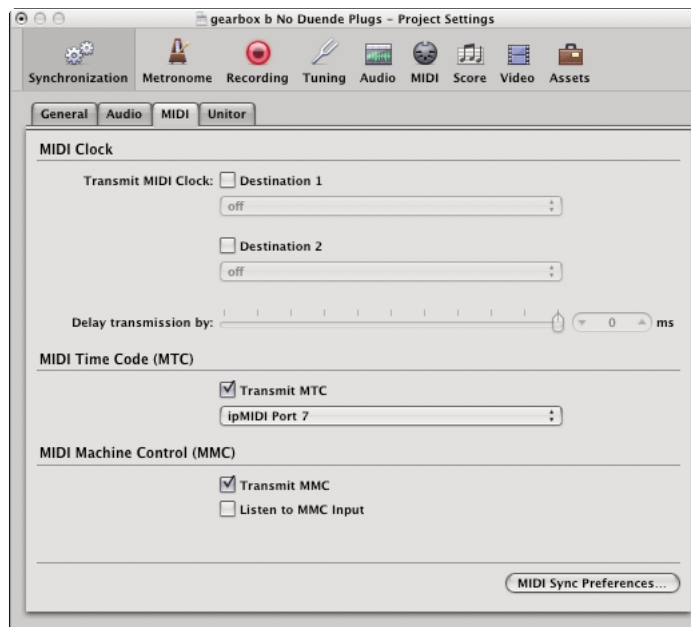 gearbox b No Duende Plugs – Project Settings
Synchronization Metronome Recording Tuning Audio MIDI Score Video Assets
General Audio MIDI Unitor
MIDI Clock
Transmit MIDI Clock: Destination 1
off
Destination 2
off
Delay transmission by: 0 ms
MIDI Time Code (MTC)
Transmit MTC
ipMIDI Port 7
MIDI Machine Control (MMC)
Transmit MMC
Listen to MMC Input
MIDI Sync Preferences...